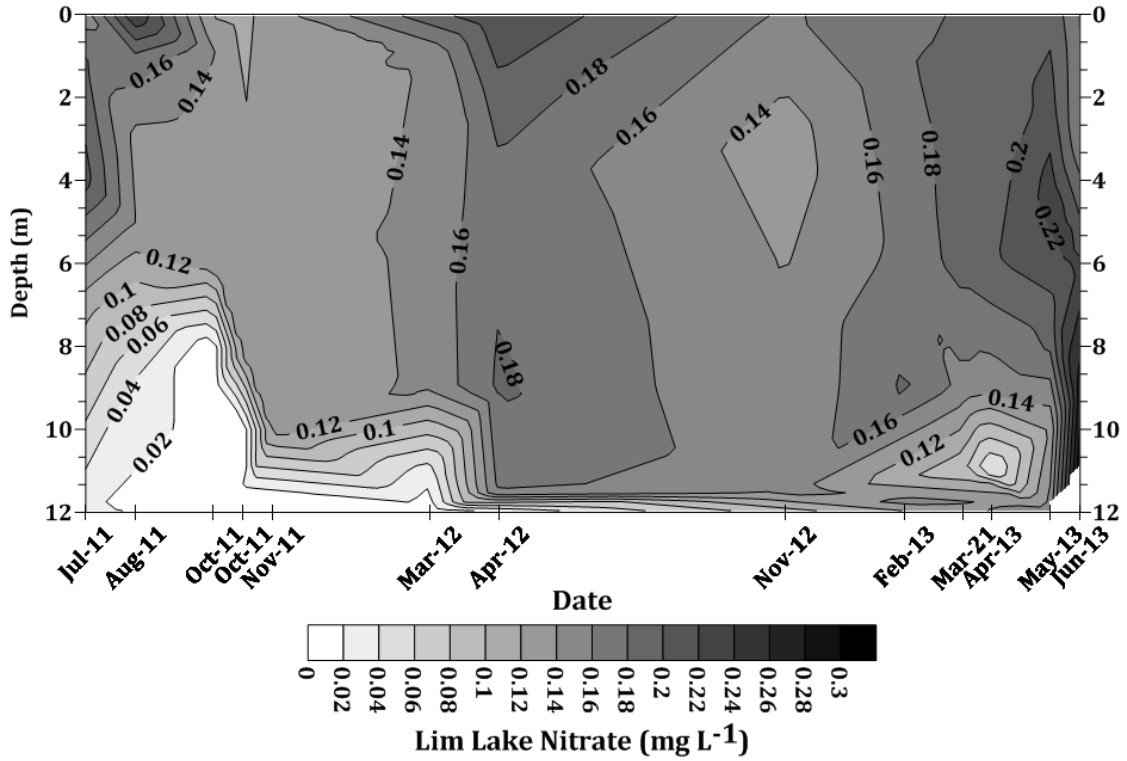 0 0
0.16
0.14
0.18
0.16
2 2
0.14
0.14
0.16
0.18
0.2
4 4
Depth (m)
0.16
0.22
0.12
6 6
0.1
0.08
0.06
8 8
0.18
0.04
0.02
0.12
0.1
0.16
0.12
0.14
10 10
12 12
Jul-11
Aug-11
Oct-11
Oct-11
Nov-11
Mar-12
Apr-12
Nov-12
Feb-13
Mar-21
Apr-13
May-13
Jun-13
Date
0 0.02 0.04 0.06 0.08 0.1 0.12 0.14 0.16 0.18 0.2 0.22 0.24 0.26 0.28 0.3
Lim Lake Nitrate (mg L-1)